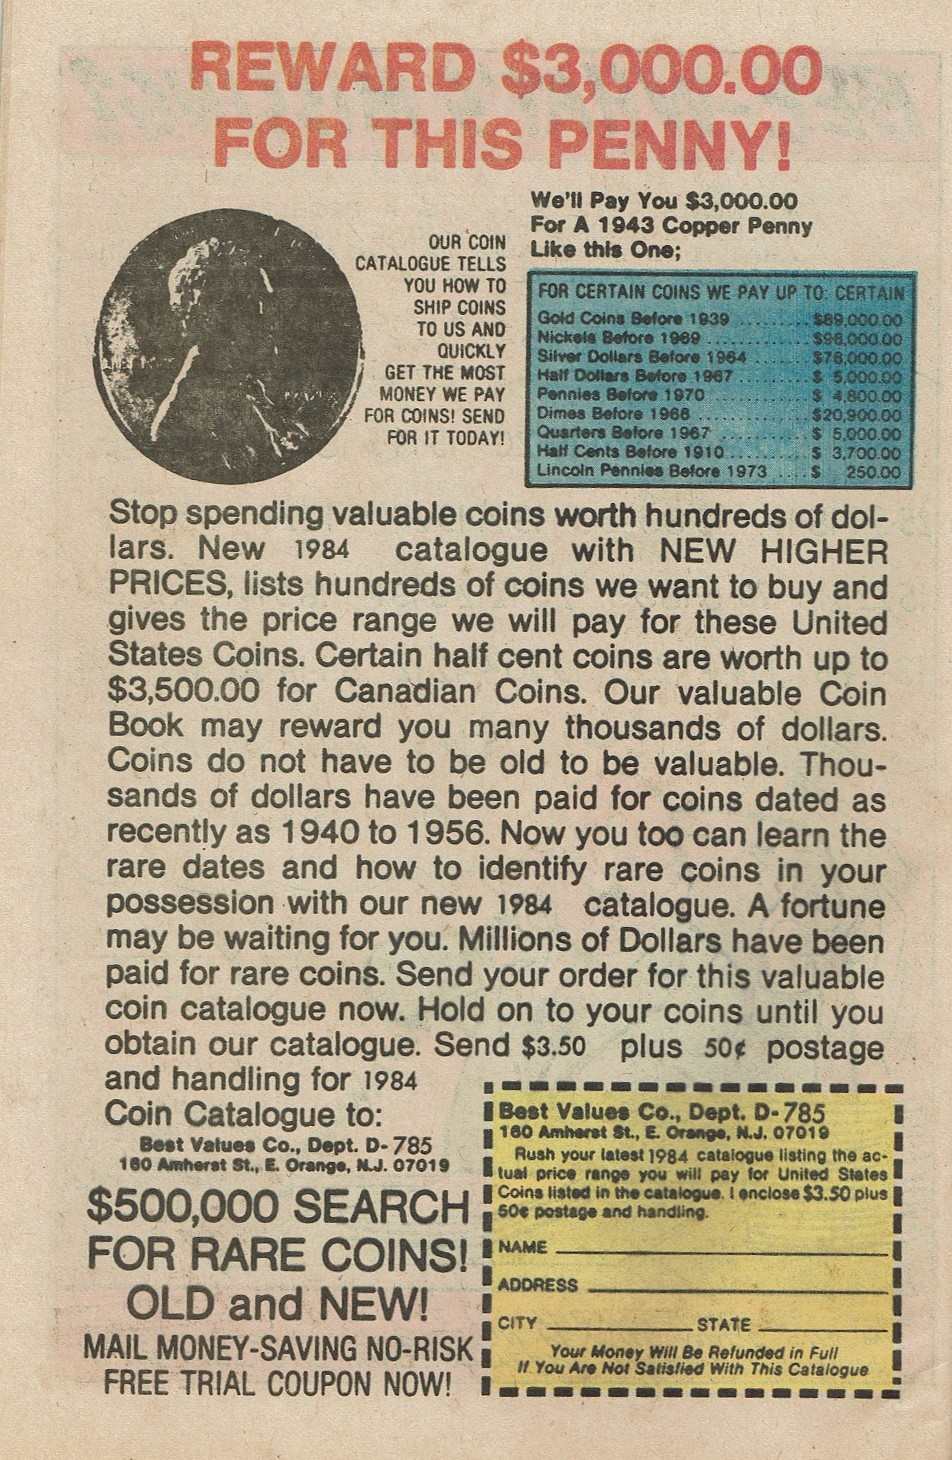 REWARD $3,000.00
FOR THIS PENNY!
We'll Pay You $3,000.00
For A 1943 Copper Penny
Like this One;
OUR COIN
CATALOGUE TELLS
YOU HOW TO
SHIP COINS
TO US AND
QUICKLY
GET THE MOST
MONEY WE PAY
FOR COINS! SEND
FOR IT TODAY!
FOR CERTAIN COINS WE PAY UP TO: CERTAIN
Gold Coins Before 1939 ......... $89,000.00
Nickels Before 1969 ............ $98,000.00
Silver Dollars Before 1964 ...... $76,000.00
Half Dollars Before 1967 ........ $ 5,000.00
Pennies Before 1970 ............ $ 4,800.00
Dimes Before 1966 .............. $20,900.00
Quarters Before 1967 ........... $ 5,000.00
Half Cents Before 1910 .......... $ 3,700.00
Lincoln Pennies Before 1973 .... $ 250.00
Stop spending valuable coins worth hundreds of dol-
lars. New 1984 catalogue with NEW HIGHER
PRICES, lists hundreds of coins we want to buy and
gives the price range we will pay for these United
States Coins. Certain half cent coins are worth up to
$3,500.00 for Canadian Coins. Our valuable Coin
Book may reward you many thousands of dollars.
Coins do not have to be old to be valuable. Thou-
sands of dollars have been paid for coins dated as
recently as 1940 to 1956. Now you too can learn the
rare dates and how to identify rare coins in your
possession with our new 1984 catalogue. A fortune
may be waiting for you. Millions of Dollars have been
paid for rare coins. Send your order for this valuable
coin catalogue now. Hold on to your coins until you
obtain our catalogue. Send $3.50 plus 50¢ postage
and handling for 1984
Coin Catalogue to:
Best Values Co., Dept. D-785
160 Amherst St., E. Orange, N.J. 07019
$500,000 SEARCH
FOR RARE COINS!
OLD and NEW!
MAIL MONEY-SAVING NO-RISK
FREE TRIAL COUPON NOW!
Best Values Co., Dept. D-785
160 Amherst St., E. Orange, N.J. 07019
Rush your latest 1984 catalogue listing the ac-
tual price range you will pay for United States
Coins listed in the catalogue. I enclose $3.50 plus
50¢ postage and handling.
NAME
ADDRESS
CITY STATE
Your Money Will Be Refunded in Full
If You Are Not Satisfied With This Catalogue